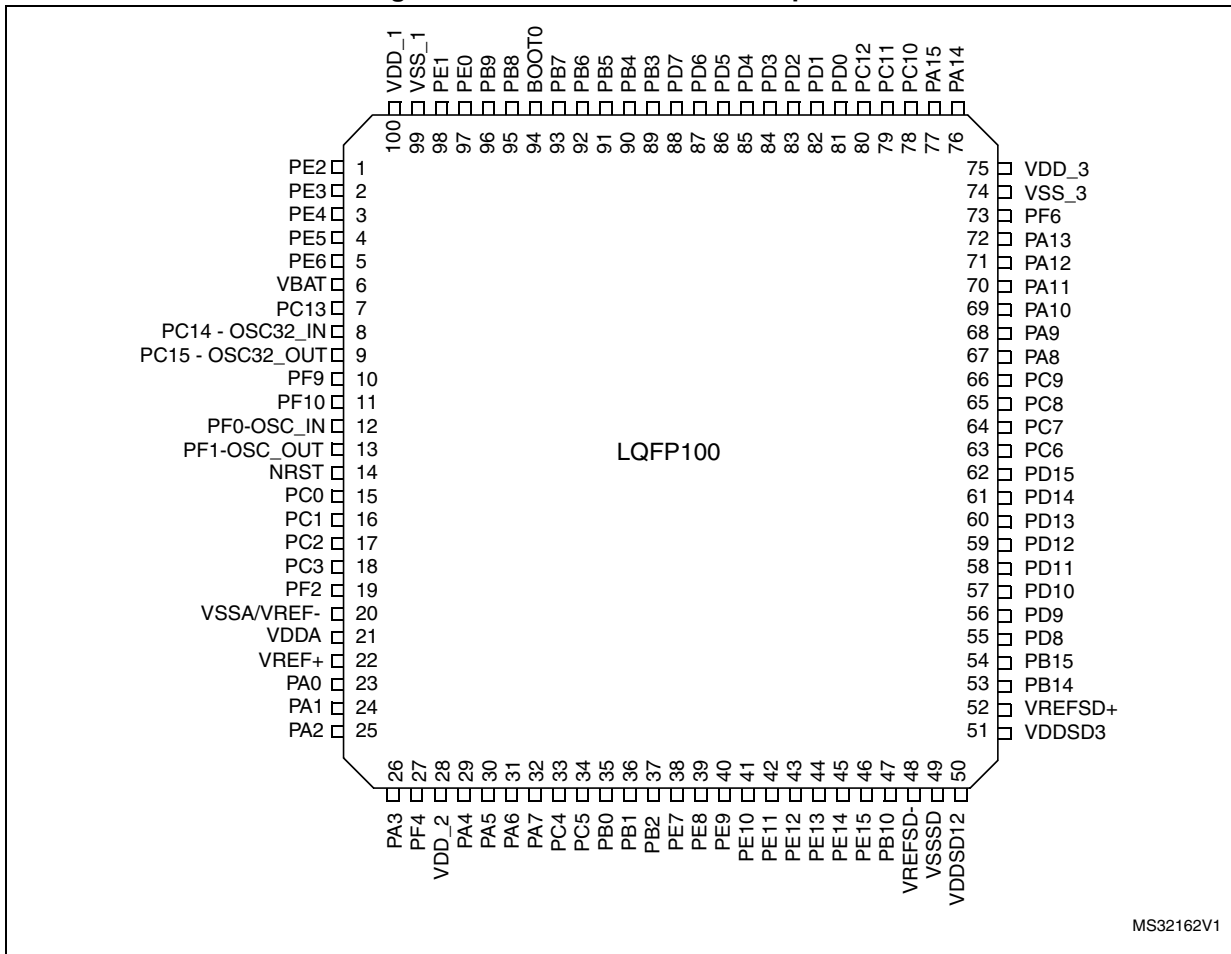 VDD_1
VSS_1
PE1
PE0
PB9
PB8
BOOT0
PB7
PB6
PB5
PB4
PB3
PD7
PD6
PD5
PD4
PD3
PD2
PD1
PD0
PC12
PC11
PC10
PA15
PA14
100
99
98
97
96
95
94
93
92
91
90
89
88
87
86
85
84
83
82
81
80
79
78
77
76
PE2 1
PE3 2
PE4 3
PE5 4
PE6 5
VBAT 6
PC13 7
PC14 - OSC32_IN 8
PC15 - OSC32_OUT 9
PF9 10
PF10 11
PF0-OSC_IN 12
PF1-OSC_OUT 13
NRST 14
PC0 15
PC1 16
PC2 17
PC3 18
PF2 19
VSSA/VREF- 20
VDDA 21
VREF+ 22
PA0 23
PA1 24
PA2 25
LQFP100
75 VDD_3
74 VSS_3
73 PF6
72 PA13
71 PA12
70 PA11
69 PA10
68 PA9
67 PA8
66 PC9
65 PC8
64 PC7
63 PC6
62 PD15
61 PD14
60 PD13
59 PD12
58 PD11
57 PD10
56 PD9
55 PD8
54 PB15
53 PB14
52 VREFSD+
51 VDDSD3
26
27
28
29
30
31
32
33
34
35
36
37
38
39
40
41
42
43
44
45
46
47
48
49
50
PA3
PF4
VDD_2
PA4
PA5
PA6
PA7
PC4
PC5
PB0
PB1
PB2
PE7
PE8
PE9
PE10
PE11
PE12
PE13
PE14
PE15
PB10
VREFSD-
VSSSD
VDDSD12
MS32162V1